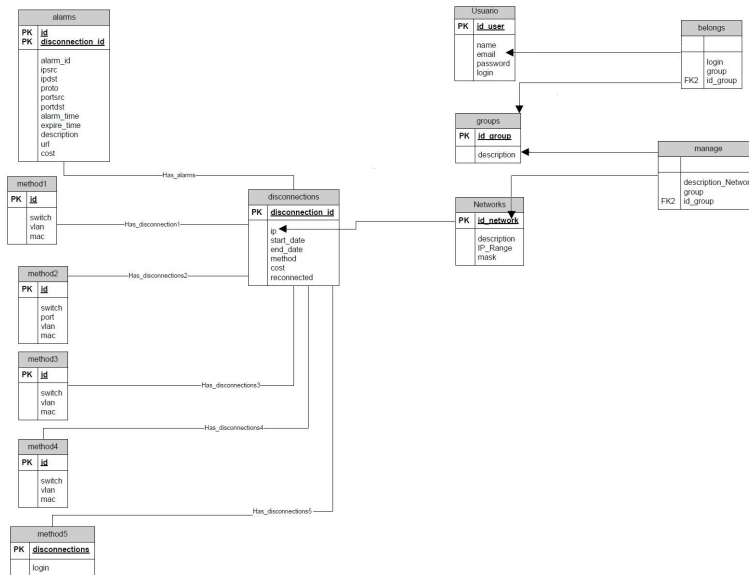 alarms
PK id
PK disconnection_id
alarm_id
ipsrc
ipdst
proto
portsrc
portdst
alarm_time
expire_time
description
url
cost
Has_alarms
method1
PK id
switch
vlan
mac
Has_disconnection1
method2
PK id
switch
port
vlan
mac
Has_disconnections2
method3
PK id
switch
vlan
mac
Has_disconnections3
method4
PK id
switch
vlan
mac
Has_disconnections4
method5
PK disconnections
login
Has_disconnections5
disconnections
PK disconnection_id
ip
start_date
end_date
method
cost
reconnected
Usuario
PK id_user
name
email
password
login
belongs
login
group
FK2 id_group
groups
PK id_group
description
manage
description_Networ
group
FK2 id_group
Networks
PK id_network
description
IP_Range
mask